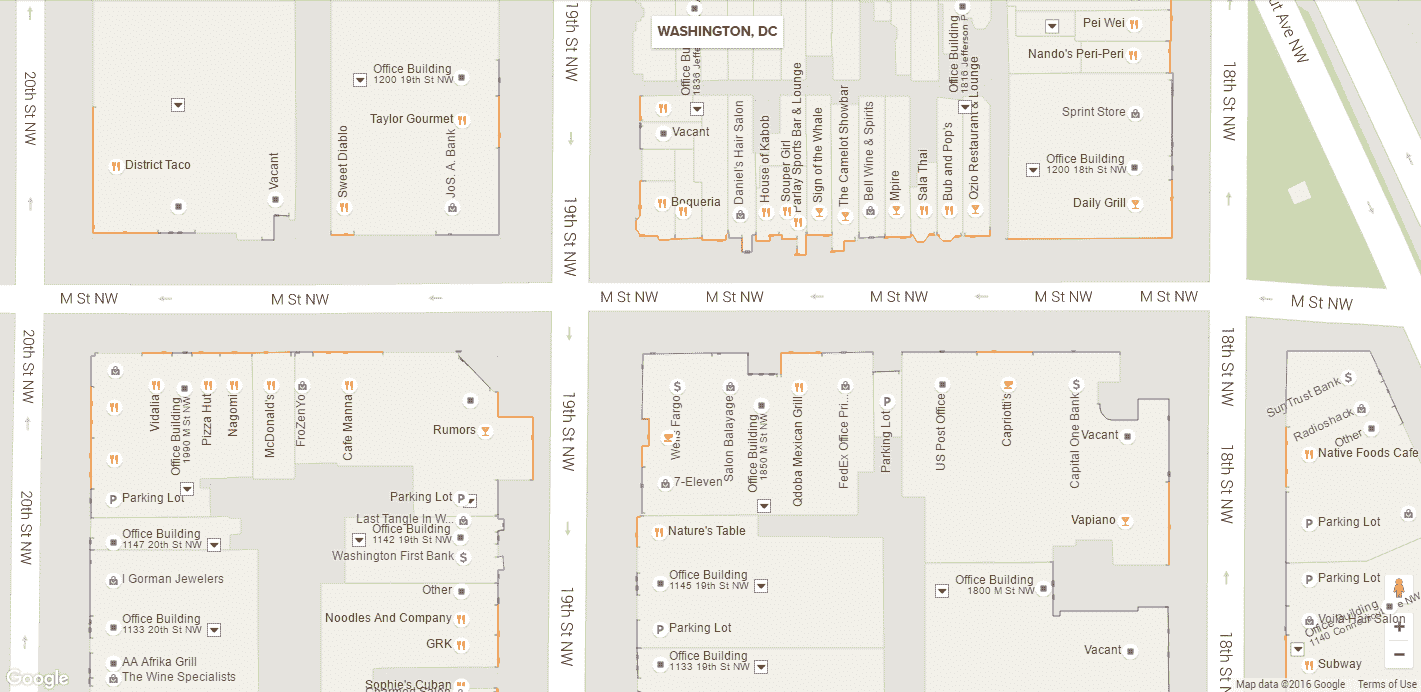 WASHINGTON, DC
20th St NW
19th St NW
18th St NW
Ave NW
Office Building
1200 19th St NW
Taylor Gourmet
District Taco
Vacant
Sweet Diablo
JoS. A. Bank
Vacant
Boqueria
Daniel's Hair Salon
House of Kabob
Souper Girl
Parlay Sports Bar & Lounge
Sign of the Whale
The Camelot Showbar
Bell Wine & Spirits
Mpire
Sala Thai
Bub and Pop's
Ozio Restaurant & Lounge
Office Building
1816 Jefferson P
Pei Wei
Nando's Peri-Peri
Sprint Store
Office Building
1200 18th St NW
Daily Grill
19th St NW
M St NW
M St NW
M St NW
M St NW
M St NW
M St NW
M St NW
M St NW
20th St NW
19th St NW
18th St NW
Vidalia
Office Building
1990 M St NW
Pizza Hut
Nagomi
McDonald's
FroZenYo
Cafe Manna
Rumors
Parking Lot
Parking Lot
Last Tangle In W...
Office Building
1147 20th St NW
Office Building
1142 19th St NW
Washington First Bank
I Gorman Jewelers
Other
Office Building
1133 20th St NW
Noodles And Company
GRK
AA Afrika Grill
The Wine Specialists
Sophie's Cuban
Wells Fargo
Salon Balayage
Office Building
1850 M St NW
Qdoba Mexican Grill
FedEx Office Pri...
Parking Lot
US Post Office
Capriotti's
Capital One Bank
Vacant
7-Eleven
Nature's Table
Vapiano
Office Building
1145 19th St NW
Parking Lot
Office Building
1133 19th St NW
Office Building
1800 M St NW
Vacant
SunTrust Bank
Radioshack
Other
Native Foods Cafe
Parking Lot
Parking Lot
Voila Hair Salon
Office Building
Subway
20th St NW
19th St NW
18th St NW
18th St NW
Google
Map data ©2016 Google
Terms of Use